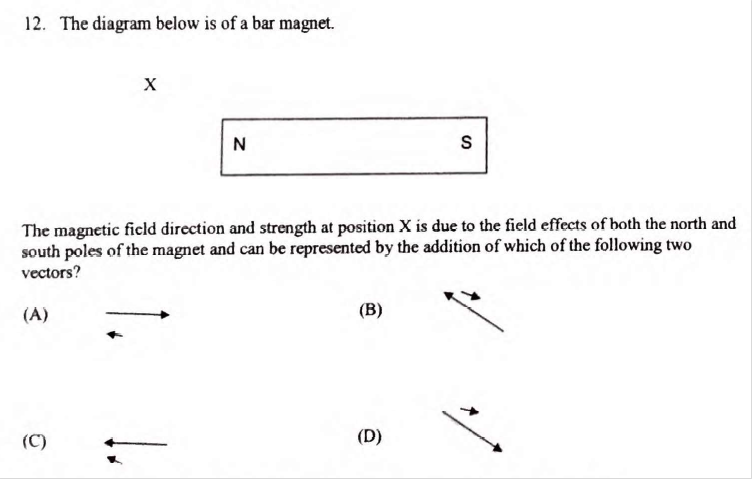 12. The diagram below is of a bar magnet.
X
N S
The magnetic field direction and strength at position X is due to the field effects of both the north and
south poles of the magnet and can be represented by the addition of which of the following two
vectors?
(A) (B)
(C) (D)